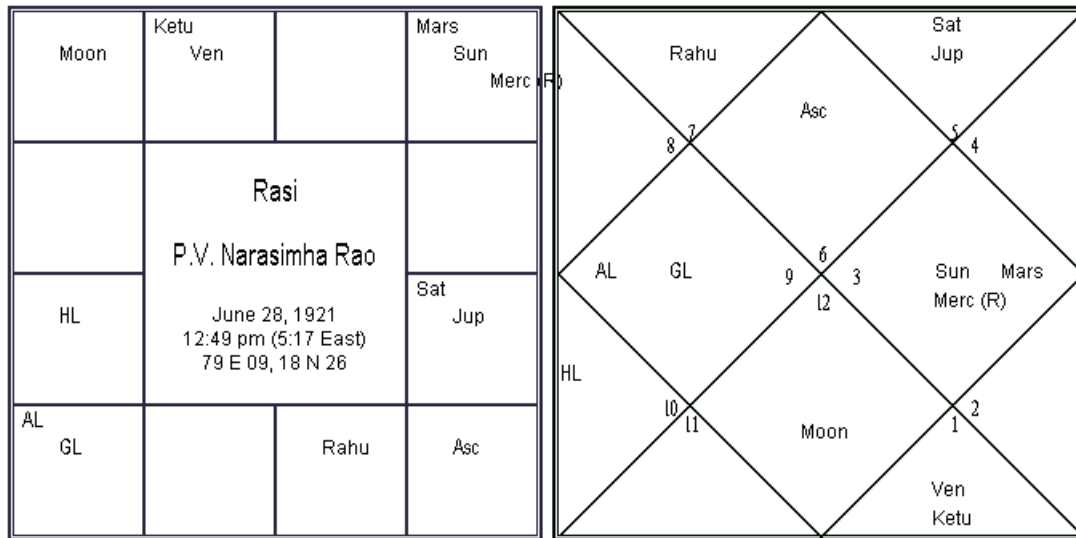 Moon
Ketu
Ven
Mars
Sun
Merc (R)
Rasi
P.V. Narasimha Rao
June 28, 1921
12:49 pm (5:17 East)
79 E 09, 18 N 26
HL
Sat
Jup
AL
GL
Rahu
Asc
Rahu
Sat
Jup
Asc
7
8
5
4
AL
GL
6
9
3
12
Sun Mars
Merc (R)
HL
10
11
2
1
Moon
Ven
Ketu